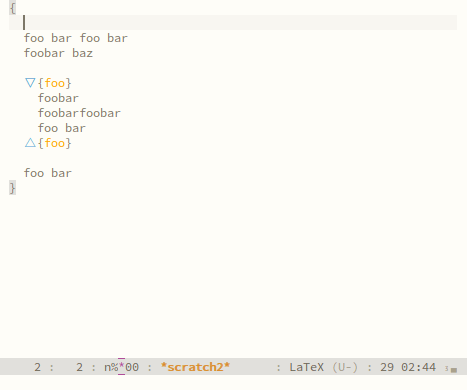 {
foo bar foo bar
foobar baz
▽{foo}
foobar
foobarfoobar
foo bar
△{foo}
foo bar
}
2 : 2 : n%*00 : *scratch2* : LaTeX (U-) : 29 02:44